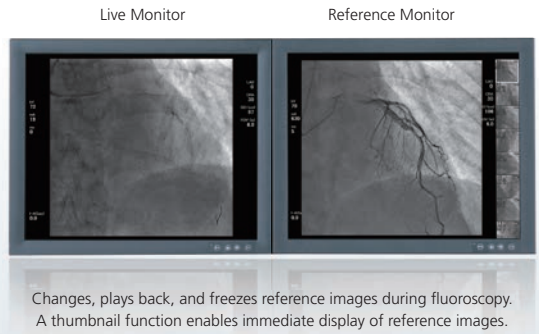 Live Monitor
Reference Monitor
Changes, plays back, and freezes reference images during fluoroscopy.
A thumbnail function enables immediate display of reference images.